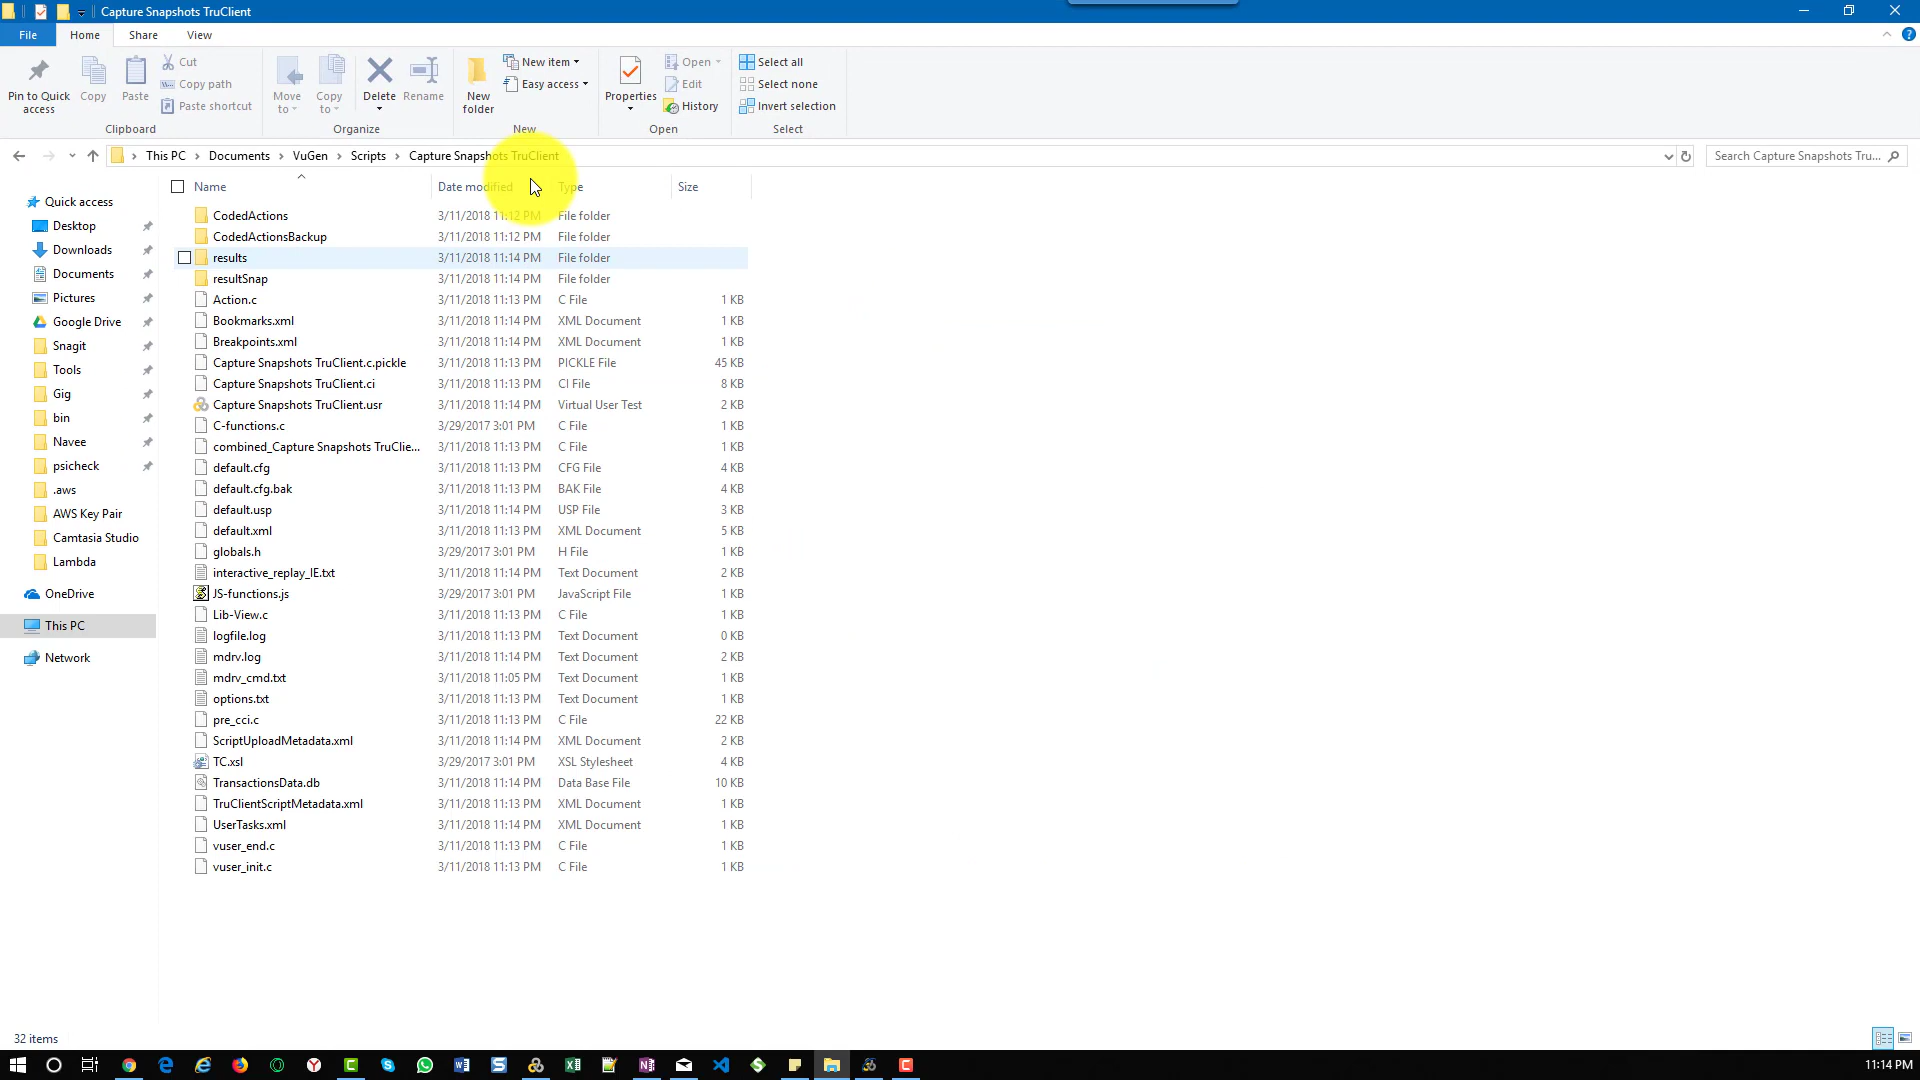 Capture Snapshots TruClient
File Home Share View
Pin to Quick access
Copy
Paste
Cut
Copy path
Paste shortcut
Clipboard
Move to
Copy to
Delete
Rename
Organize
New folder
New item
Easy access
New
Properties
Open
Edit
History
Open
Select all
Select none
Invert selection
Select
This PC > Documents > VuGen > Scripts > Capture Snapshots TruClient
Search Capture Snapshots Tru...
Quick access
Desktop
Downloads
Documents
Pictures
Google Drive
Snagit
Tools
Gig
bin
Navee
psicheck
.aws
AWS Key Pair
Camtasia Studio
Lambda
OneDrive
This PC
Network
Name Date modified Type Size
CodedActions 3/11/2018 11:12 PM File folder
CodedActionsBackup 3/11/2018 11:12 PM File folder
results 3/11/2018 11:14 PM File folder
resultSnap 3/11/2018 11:14 PM File folder
Action.c 3/11/2018 11:13 PM C File 1 KB
Bookmarks.xml 3/11/2018 11:14 PM XML Document 1 KB
Breakpoints.xml 3/11/2018 11:14 PM XML Document 1 KB
Capture Snapshots TruClient.c.pickle 3/11/2018 11:13 PM PICKLE File 45 KB
Capture Snapshots TruClient.ci 3/11/2018 11:13 PM CI File 8 KB
Capture Snapshots TruClient.usr 3/11/2018 11:14 PM Virtual User Test 2 KB
C-functions.c 3/29/2017 3:01 PM C File 1 KB
combined_Capture Snapshots TruClie... 3/11/2018 11:13 PM C File 1 KB
default.cfg 3/11/2018 11:13 PM CFG File 4 KB
default.cfg.bak 3/11/2018 11:13 PM BAK File 4 KB
default.usp 3/11/2018 11:14 PM USP File 3 KB
default.xml 3/11/2018 11:13 PM XML Document 5 KB
globals.h 3/29/2017 3:01 PM H File 1 KB
interactive_replay_IE.txt 3/11/2018 11:14 PM Text Document 2 KB
JS-functions.js 3/29/2017 3:01 PM JavaScript File 1 KB
Lib-View.c 3/11/2018 11:13 PM C File 1 KB
logfile.log 3/11/2018 11:13 PM Text Document 0 KB
mdrv.log 3/11/2018 11:14 PM Text Document 2 KB
mdrv_cmd.txt 3/11/2018 11:05 PM Text Document 1 KB
options.txt 3/11/2018 11:13 PM Text Document 1 KB
pre_cci.c 3/11/2018 11:13 PM C File 22 KB
ScriptUploadMetadata.xml 3/11/2018 11:14 PM XML Document 2 KB
TC.xsl 3/29/2017 3:01 PM XSL Stylesheet 4 KB
TransactionsData.db 3/11/2018 11:14 PM Data Base File 10 KB
TruClientScriptMetadata.xml 3/11/2018 11:13 PM XML Document 1 KB
UserTasks.xml 3/11/2018 11:14 PM XML Document 1 KB
vuser_end.c 3/11/2018 11:13 PM C File 1 KB
vuser_init.c 3/11/2018 11:13 PM C File 1 KB
32 items
11:14 PM